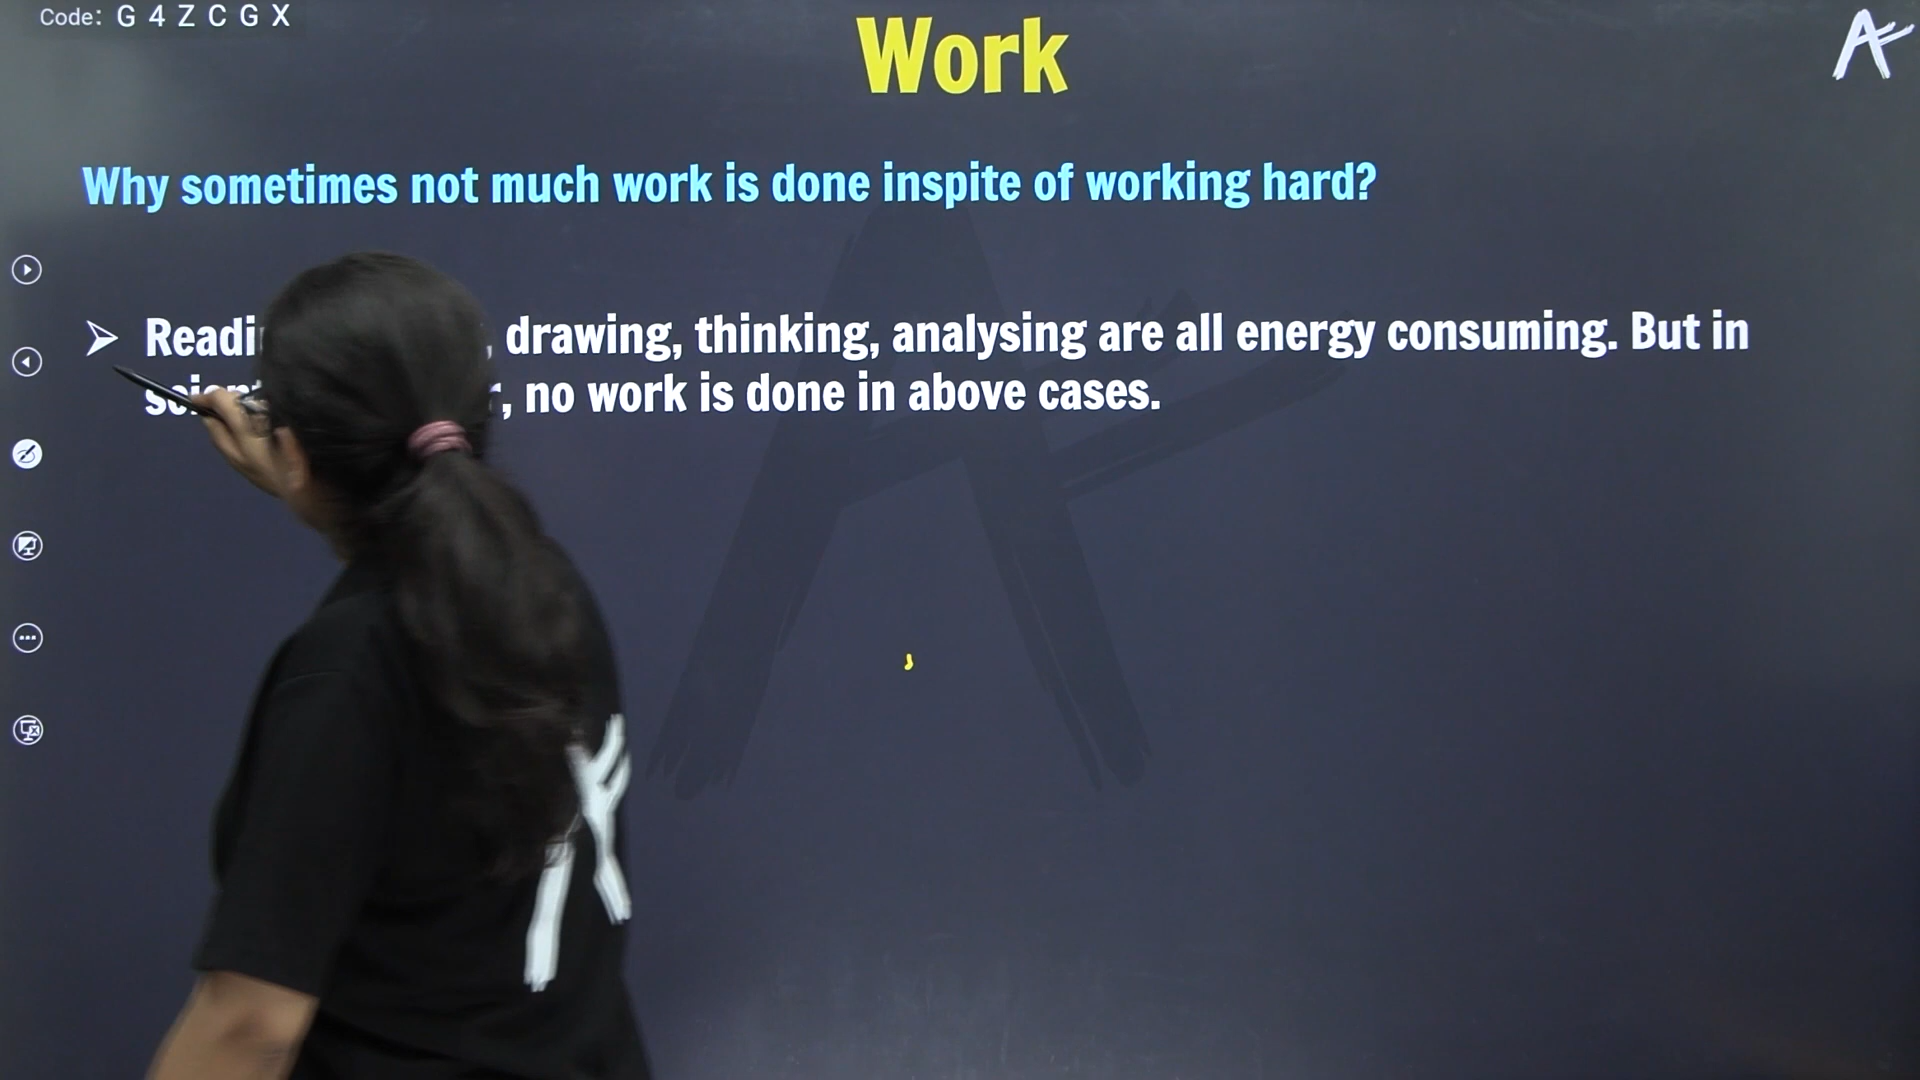 Code: G 4 Z C G X
Work
Why sometimes not much work is done inspite of working hard?
drawing, thinking, analysing are all energy consuming. But in
, no work is done in above cases.